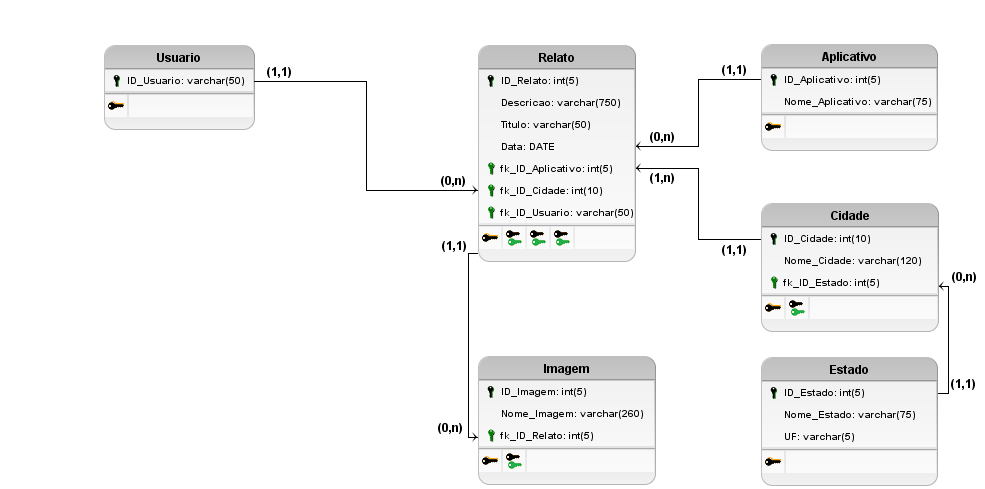 Usuario
ID_Usuario: varchar(50)
(1,1)
(0,n)
Relato
ID_Relato: int(5)
Descricao: varchar(750)
Titulo: varchar(50)
Data: DATE
fk_ID_Aplicativo: int(5)
fk_ID_Cidade: int(10)
fk_ID_Usuario: varchar(50)
(1,1)
(0,n)
Aplicativo
ID_Aplicativo: int(5)
Nome_Aplicativo: varchar(75)
(1,1)
(0,n)
(1,n)
(1,1)
Cidade
ID_Cidade: int(10)
Nome_Cidade: varchar(120)
fk_ID_Estado: int(5)
(0,n)
(1,1)
Imagem
ID_Imagem: int(5)
Nome_Imagem: varchar(260)
fk_ID_Relato: int(5)
Estado
ID_Estado: int(5)
Nome_Estado: varchar(75)
UF: varchar(5)